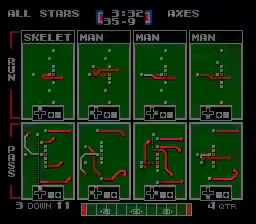 ALL STARS 3:32 AXES
35-9
SKELET MAN MAN MAN
RUN
PASS
3 DOWN 11 4 QTR